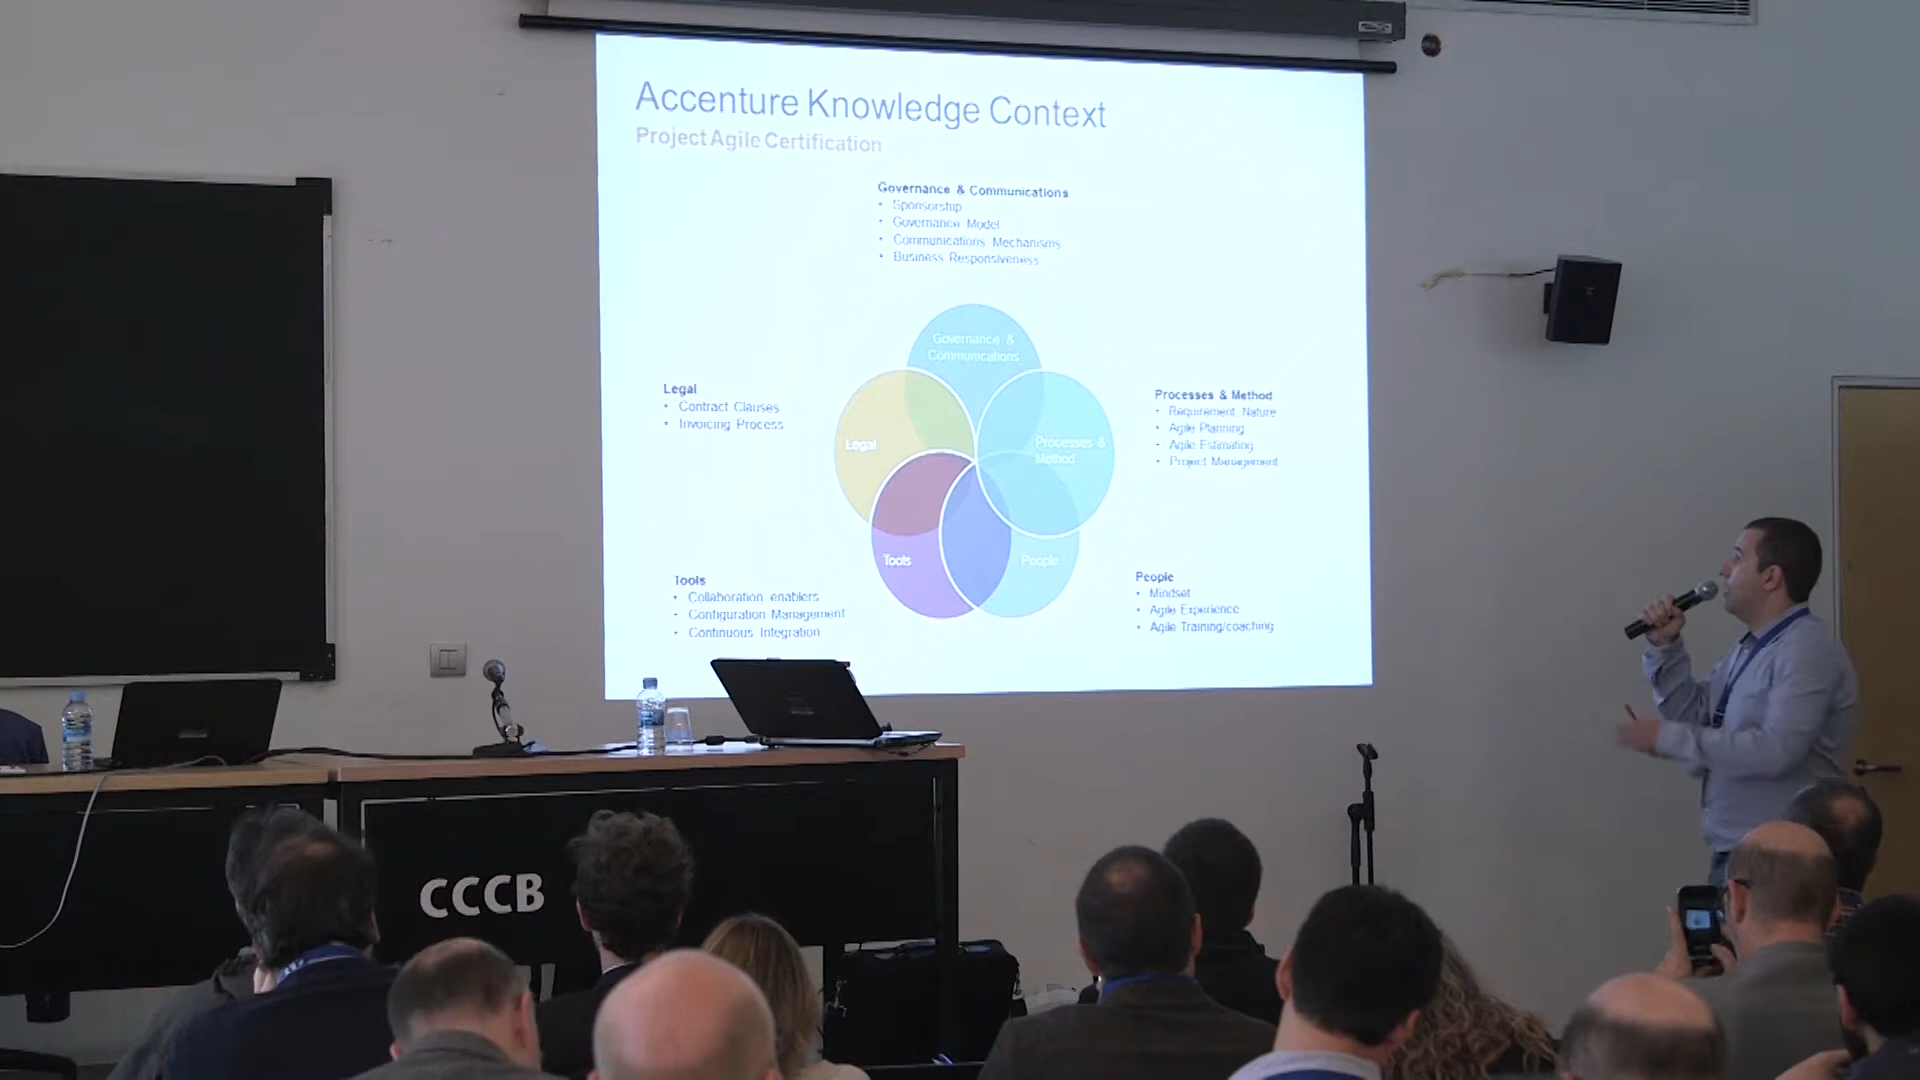 Accenture Knowledge Context
Project Agile Certification
Governance & Communications
• Sponsorship
• Governance Model
• Communications Mechanisms
• Business Responsiveness
Legal
• Contract Clauses
• Invoicing Process
Processes & Method
• Requirement Nature
• Agile Planning
• Agile Estimating
• Project Management
Governance &
Communications
Legal
Processes &
Method
Tools
People
Tools
• Collaboration enablers
• Configuration Management
• Continuous Integration
People
• Mindset
• Agile Experience
• Agile Training/coaching
CCCB